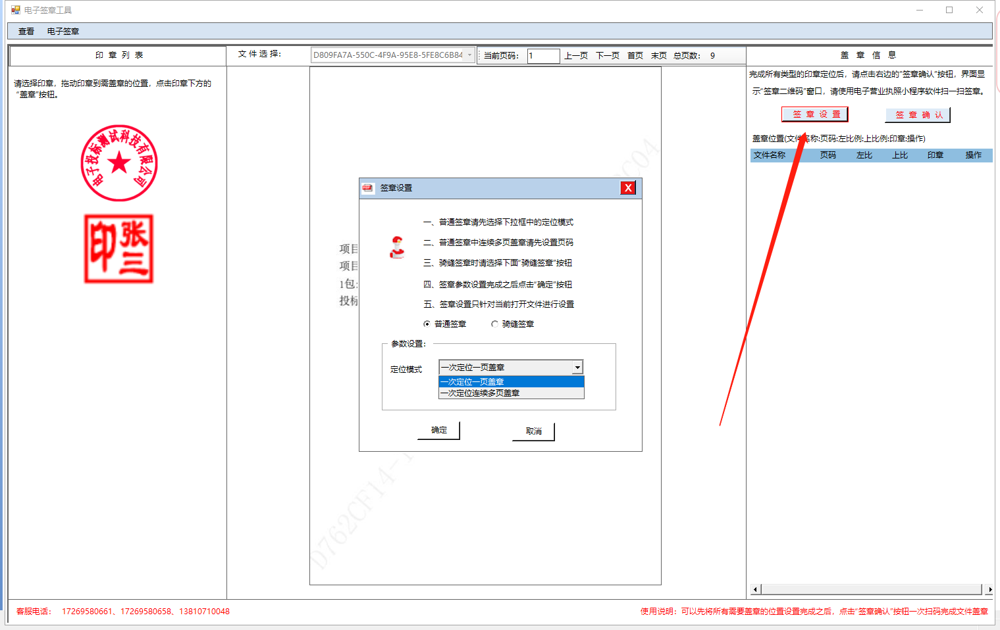 电子签章工具
查看 电子签章
印 章 列 表
文件选择: D809FA7A-550C-4F9A-95E8-5FE8C6B84 当前页码: 1 上一页 下一页 首页 末页 总页数: 9
盖 章 信 息
请选择印章，拖动印章到需盖章的位置，点击印章下方的
“盖章”按钮。
电子投标测试科技有限公司
张三
印
项目
项目
1包:
投标
D762CF14-1
C04
签章设置
X
一、普通签章请先选择下拉框中的定位模式
二、普通签章中连续多页盖章请先设置页码
三、骑缝签章时请选择下面“骑缝签章”按钮
四、签章参数设置完成之后点击“确定”按钮
五、签章设置只针对当前打开文件进行设置
普通签章 骑缝签章
参数设置:
定位模式 一次定位一页盖章
一次定位一页盖章
一次定位连续多页盖章
确定 取消
完成所有类型的印章定位后，请点击右边的“签章确认”按钮，界面显
示“签章二维码”窗口，请使用电子营业执照小程序软件扫一扫签章。
签 章 设 置 签 章 确 认
盖章位置(文件名称:页码:左比例:上比例:印章:操作)
文件名称 页码 左比 上比 印章 操作
客服电话: 17269580661、17269580658、13810710048
使用说明: 可以先将所有需要盖章的位置设置完成之后，点击“签章确认”按钮一次扫码完成文件盖章